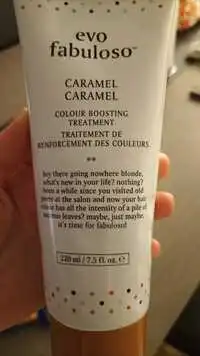 evo
fabuloso™
CARAMEL
CARAMEL
COLOUR BOOSTING
TREATMENT
TRAITEMENT DE
RENFORCEMENT DES COULEURS
hey there going nowhere blonde,
what's new in your life? nothing?
been a while since you visited old
at the salon and now your hair
colour has all the intensity of a pile of
leaves? maybe, just maybe,
it's time for fabuloso!
220 ml / 7.5 fl. oz. e